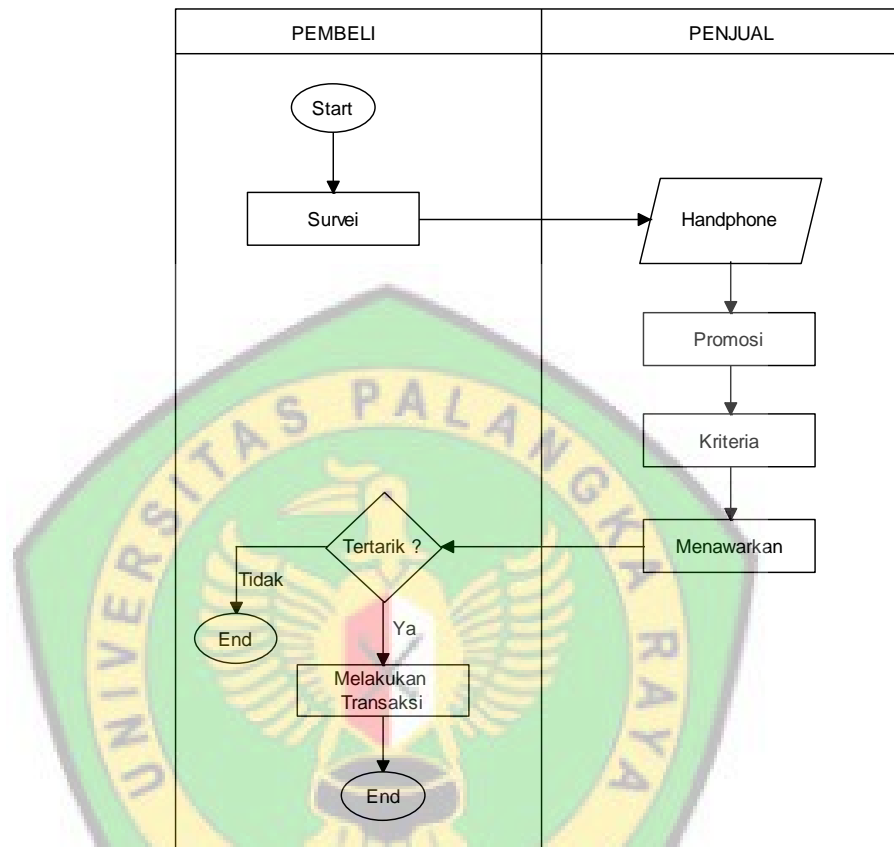 PEMBELI
PENJUAL
Start
Survei
Handphone
Promosi
Kriteria
Menawarkan
Tertarik ?
Tidak
End
Ya
Melakukan
Transaksi
End
UNIVERSITAS PALANGKA RAYA